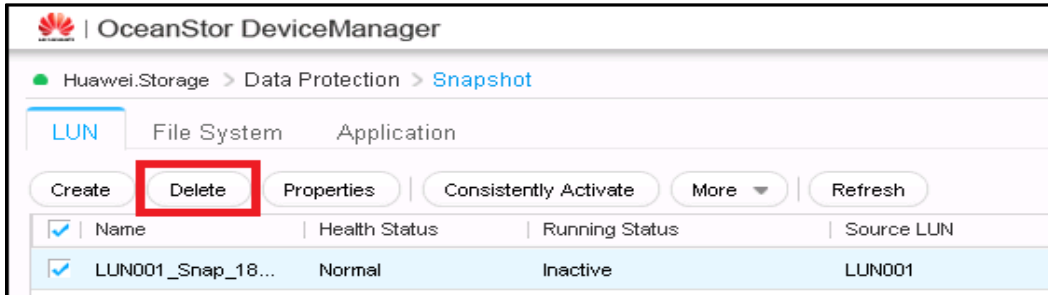 | OceanStor DeviceManager
Huawei.Storage > Data Protection > Snapshot
LUN File System Application
Create Delete Properties Consistently Activate More Refresh
Name Health Status Running Status Source LUN
LUN001_Snap_18... Normal Inactive LUN001